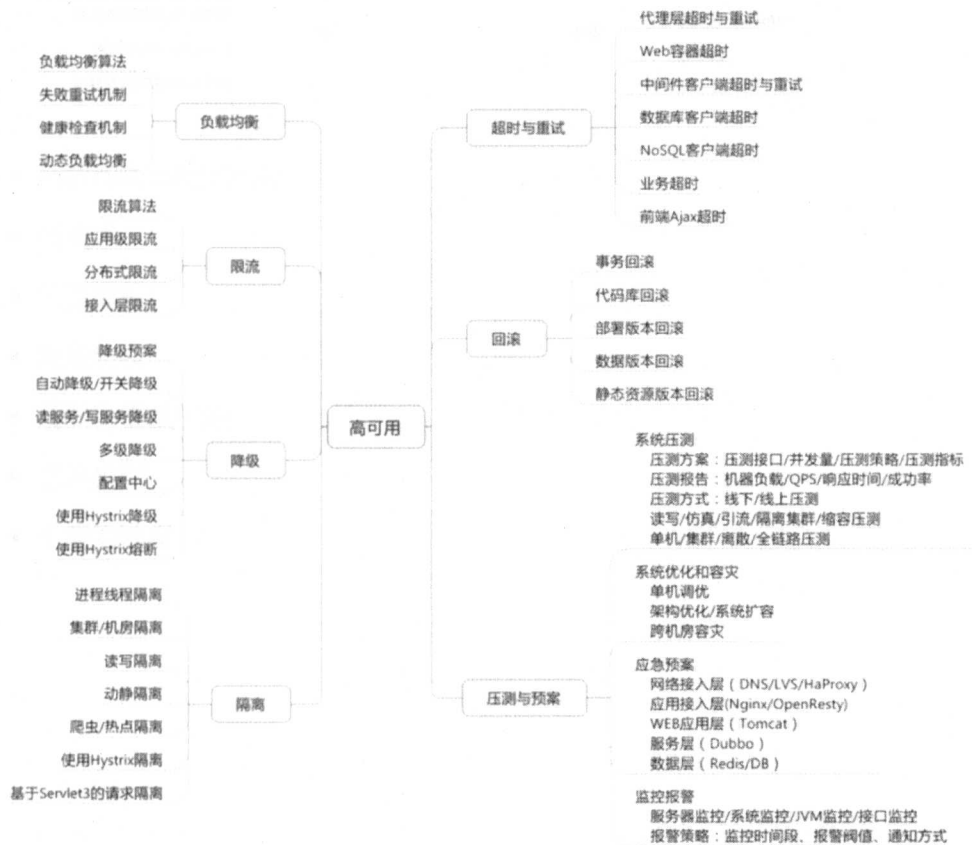 负载均衡算法
失败重试机制
健康检查机制
动态负载均衡
负载均衡
限流算法
应用级限流
分布式限流
接入层限流
限流
降级预案
自动降级/开关降级
读服务/写服务降级
多级降级
配置中心
使用Hystrix降级
使用Hystrix熔断
降级
进程线程隔离
集群/机房隔离
读写隔离
动静隔离
爬虫/热点隔离
使用Hystrix隔离
基于Servlet3的请求隔离
隔离
高可用
超时与重试
代理层超时与重试
Web容器超时
中间件客户端超时与重试
数据库客户端超时
NoSQL客户端超时
业务超时
前端Ajax超时
回滚
事务回滚
代码库回滚
部署版本回滚
数据版本回滚
静态资源版本回滚
压测与预案
系统压测
压测方案：压测接口/并发量/压测策略/压测指标
压测报告：机器负载/QPS/响应时间/成功率
压测方式：线下/线上压测
读写/仿真/引流/隔离集群/缩容压测
单机/集群/离散/全链路压测
系统优化和容灾
单机调优
架构优化/系统扩容
跨机房容灾
应急预案
网络接入层（DNS/LVS/HaProxy）
应用接入层(Nginx/OpenResty)
WEB应用层（Tomcat）
服务层（Dubbo）
数据层（Redis/DB）
监控报警
服务器监控/系统监控/JVM监控/接口监控
报警策略：监控时间段、报警阀值、通知方式